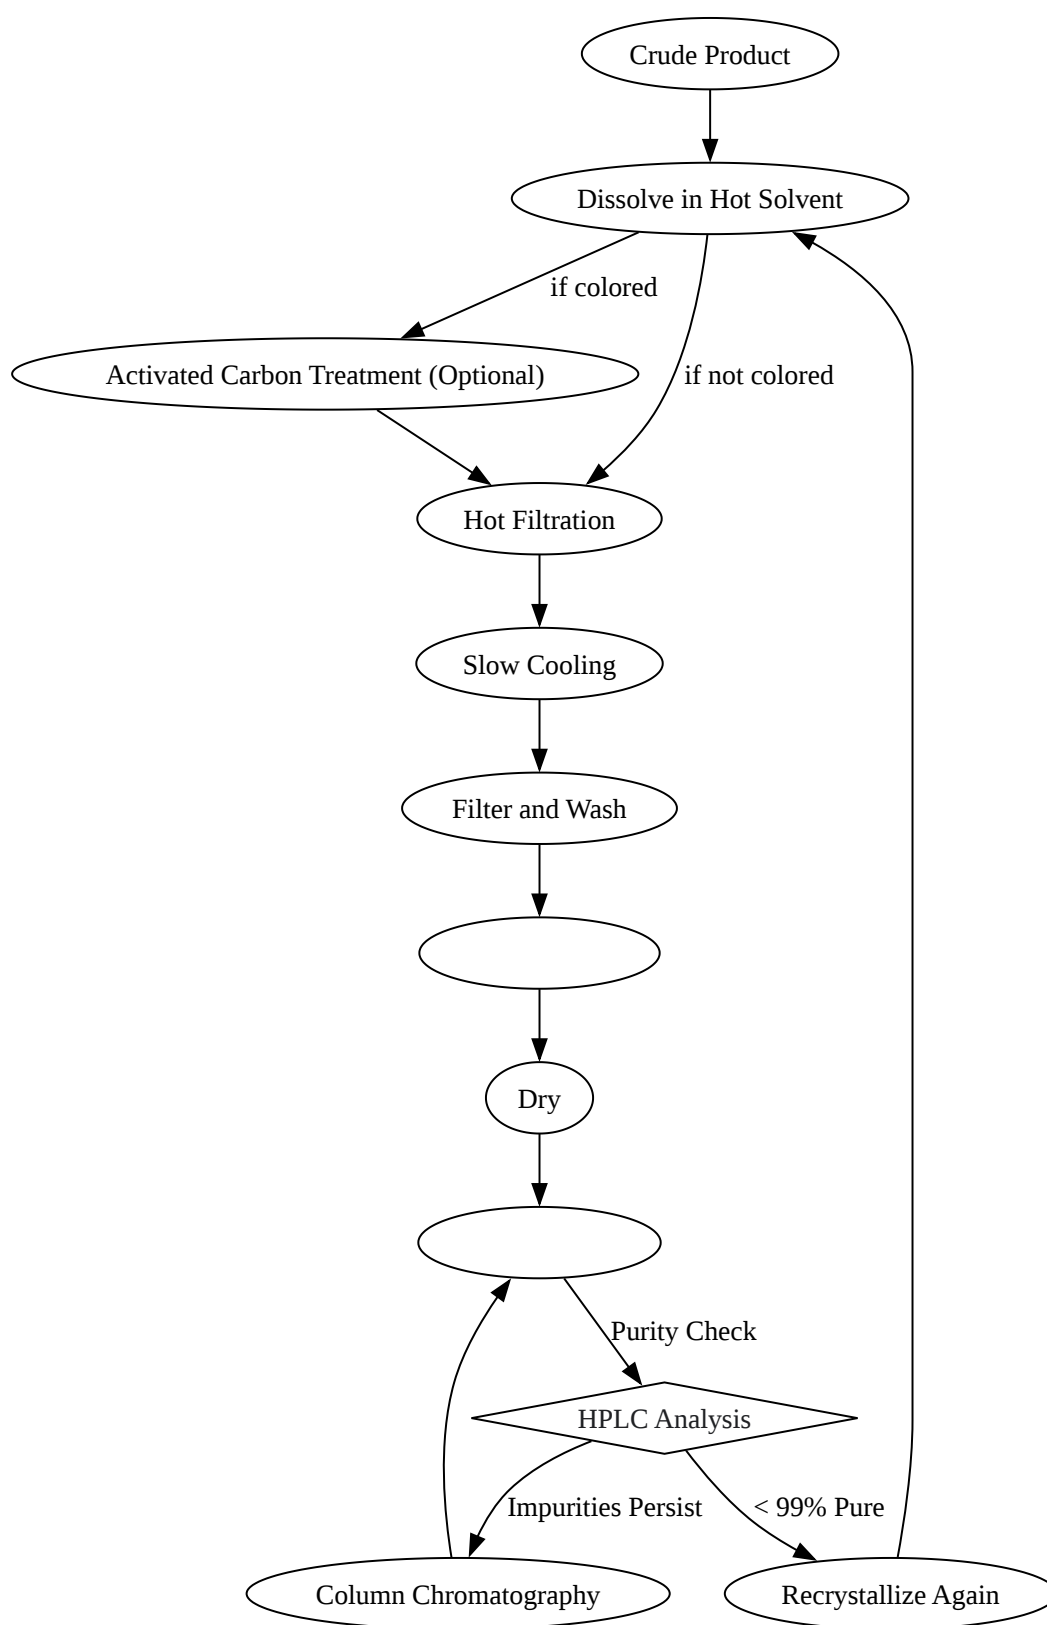 Crude Product
Dissolve in Hot Solvent
if colored
Activated Carbon Treatment (Optional)
if not colored
Hot Filtration
Slow Cooling
Filter and Wash
Dry
Purity Check
HPLC Analysis
Impurities Persist
< 99% Pure
Column Chromatography
Recrystallize Again